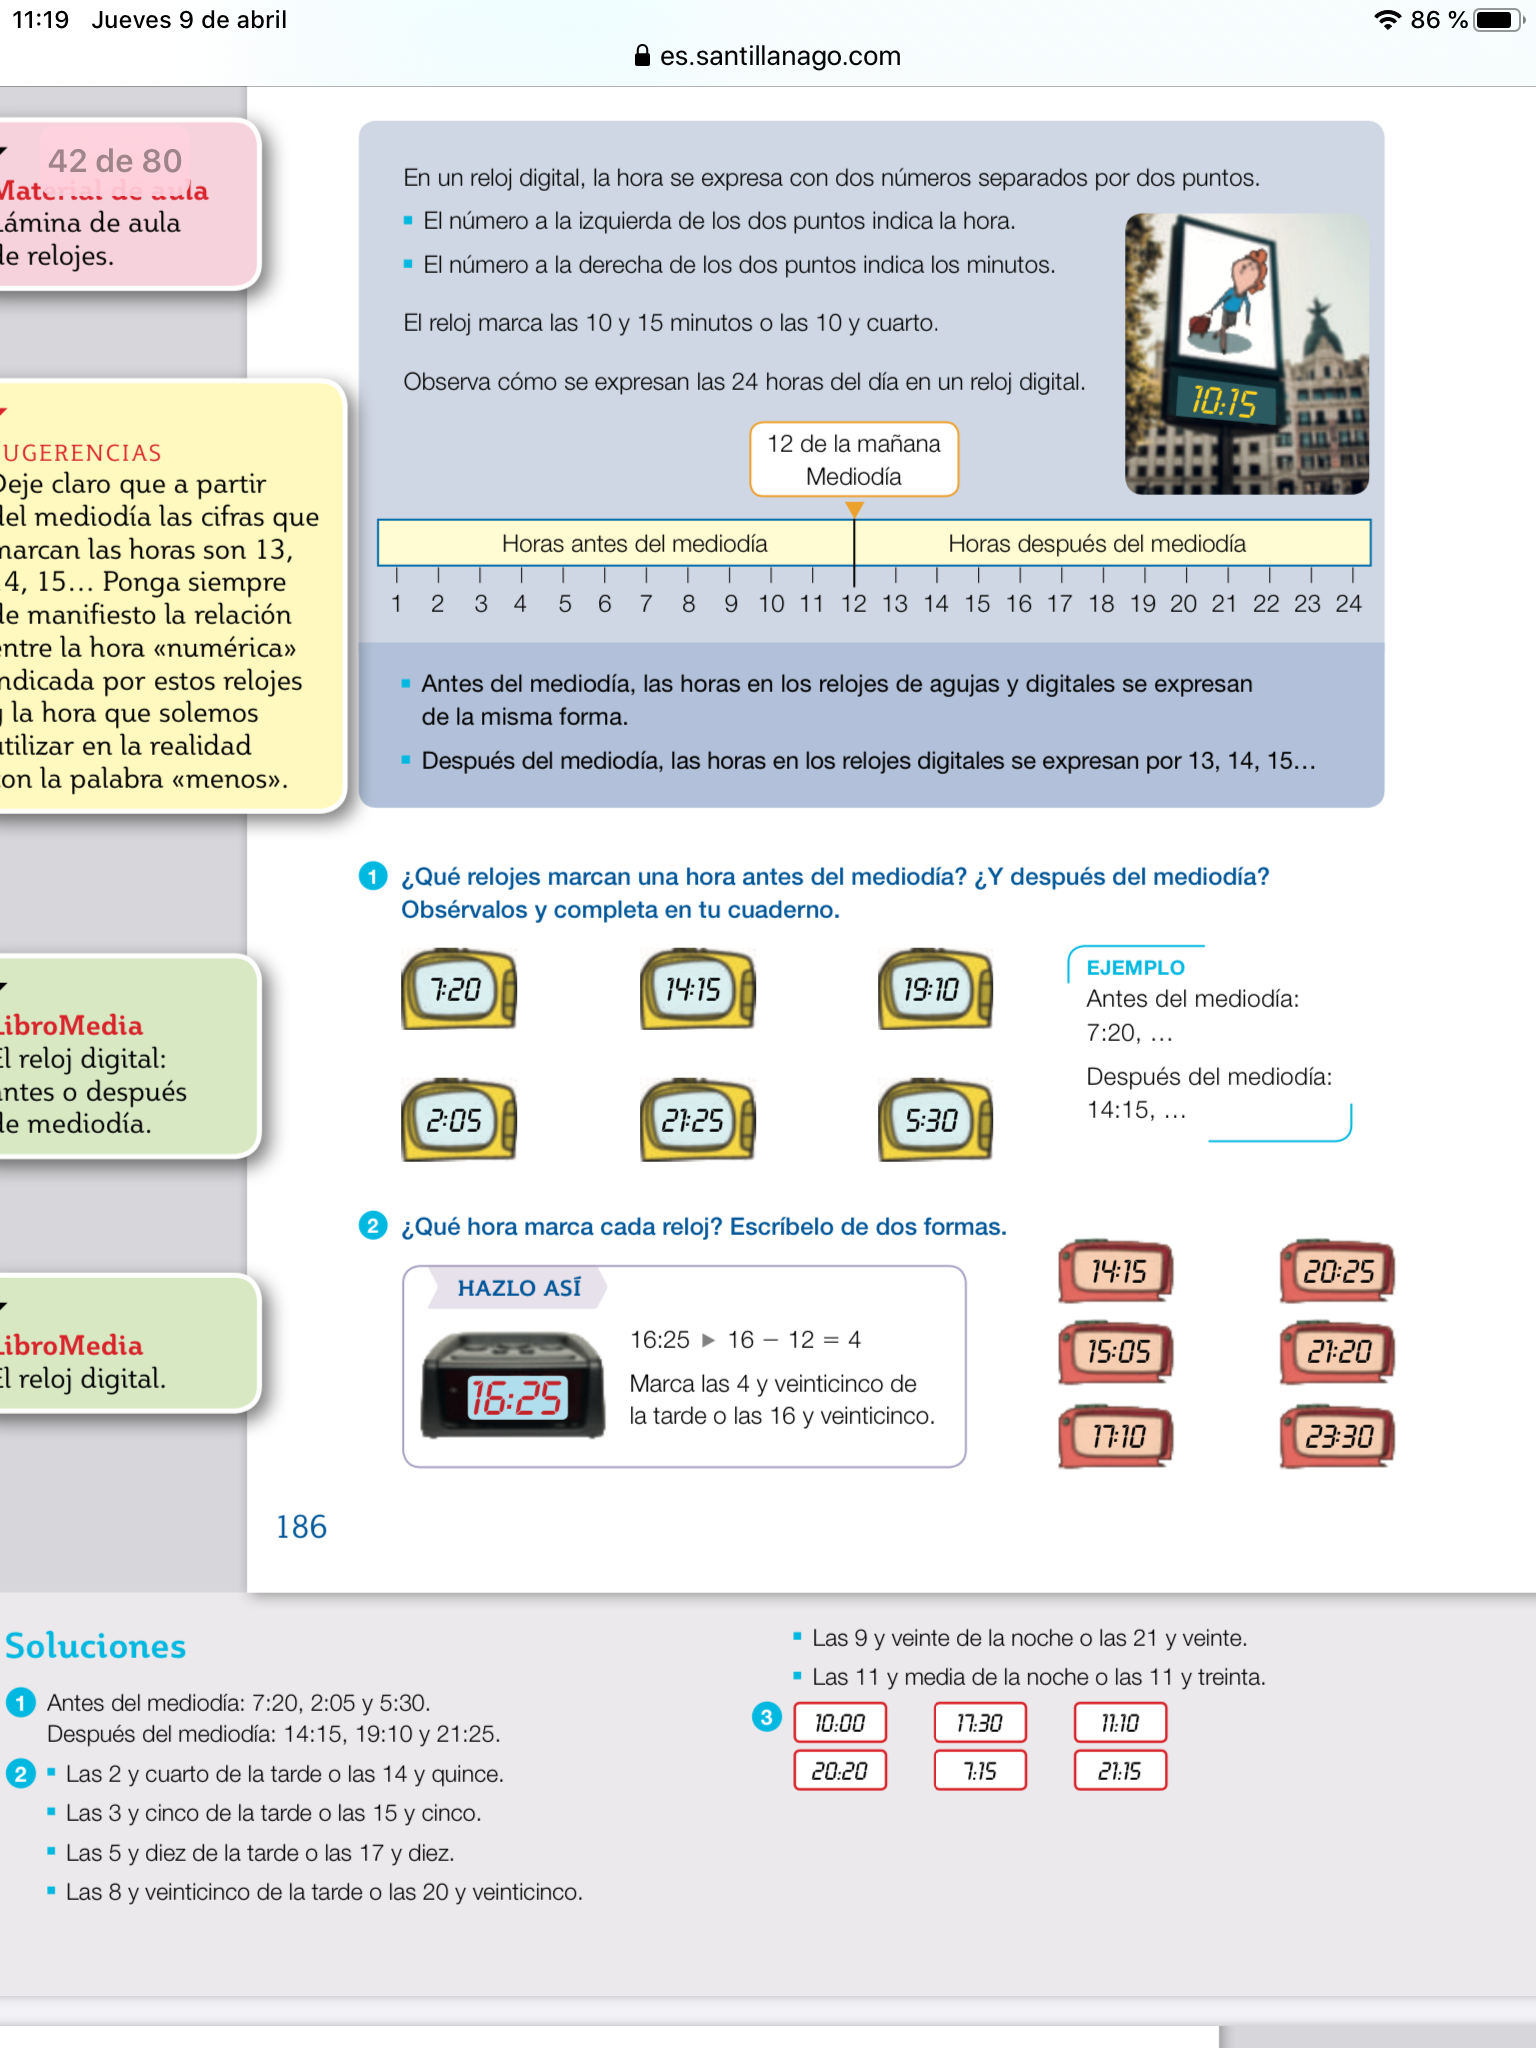 11:19 Jueves 9 de abril
86 %
es.santillanago.com
42 de 80
Material de aula
Lámina de aula
de relojes.
SUGERENCIAS
Deje claro que a partir
del mediodía las cifras que
marcan las horas son 13,
14, 15... Ponga siempre
de manifiesto la relación
entre la hora «numérica»
indicada por estos relojes
y la hora que solemos
utilizar en la realidad
con la palabra «menos».
LibroMedia
El reloj digital:
antes o después
de mediodía.
LibroMedia
El reloj digital.
En un reloj digital, la hora se expresa con dos números separados por dos puntos.
▪ El número a la izquierda de los dos puntos indica la hora.
▪ El número a la derecha de los dos puntos indica los minutos.
El reloj marca las 10 y 15 minutos o las 10 y cuarto.
Observa cómo se expresan las 24 horas del día en un reloj digital.
10:15
12 de la mañana
Mediodía
Horas antes del mediodía Horas después del mediodía
1 2 3 4 5 6 7 8 9 10 11 12 13 14 15 16 17 18 19 20 21 22 23 24
▪ Antes del mediodía, las horas en los relojes de agujas y digitales se expresan
de la misma forma.
▪ Después del mediodía, las horas en los relojes digitales se expresan por 13, 14, 15...
1 ¿Qué relojes marcan una hora antes del mediodía? ¿Y después del mediodía?
Obsérvalos y completa en tu cuaderno.
7:20 14:15 19:10
2:05 21:25 5:30
EJEMPLO
Antes del mediodía:
7:20, ...
Después del mediodía:
14:15, ...
2 ¿Qué hora marca cada reloj? Escríbelo de dos formas.
HAZLO ASÍ
16:25
16:25 ▶ 16 − 12 = 4
Marca las 4 y veinticinco de
la tarde o las 16 y veinticinco.
14:15 20:25
15:05 21:20
17:10 23:30
186
Soluciones
1 Antes del mediodía: 7:20, 2:05 y 5:30.
Después del mediodía: 14:15, 19:10 y 21:25.
2 ▪ Las 2 y cuarto de la tarde o las 14 y quince.
▪ Las 3 y cinco de la tarde o las 15 y cinco.
▪ Las 5 y diez de la tarde o las 17 y diez.
▪ Las 8 y veinticinco de la tarde o las 20 y veinticinco.
▪ Las 9 y veinte de la noche o las 21 y veinte.
▪ Las 11 y media de la noche o las 11 y treinta.
3 10:00 17:30 11:10
20:20 7:15 21:15